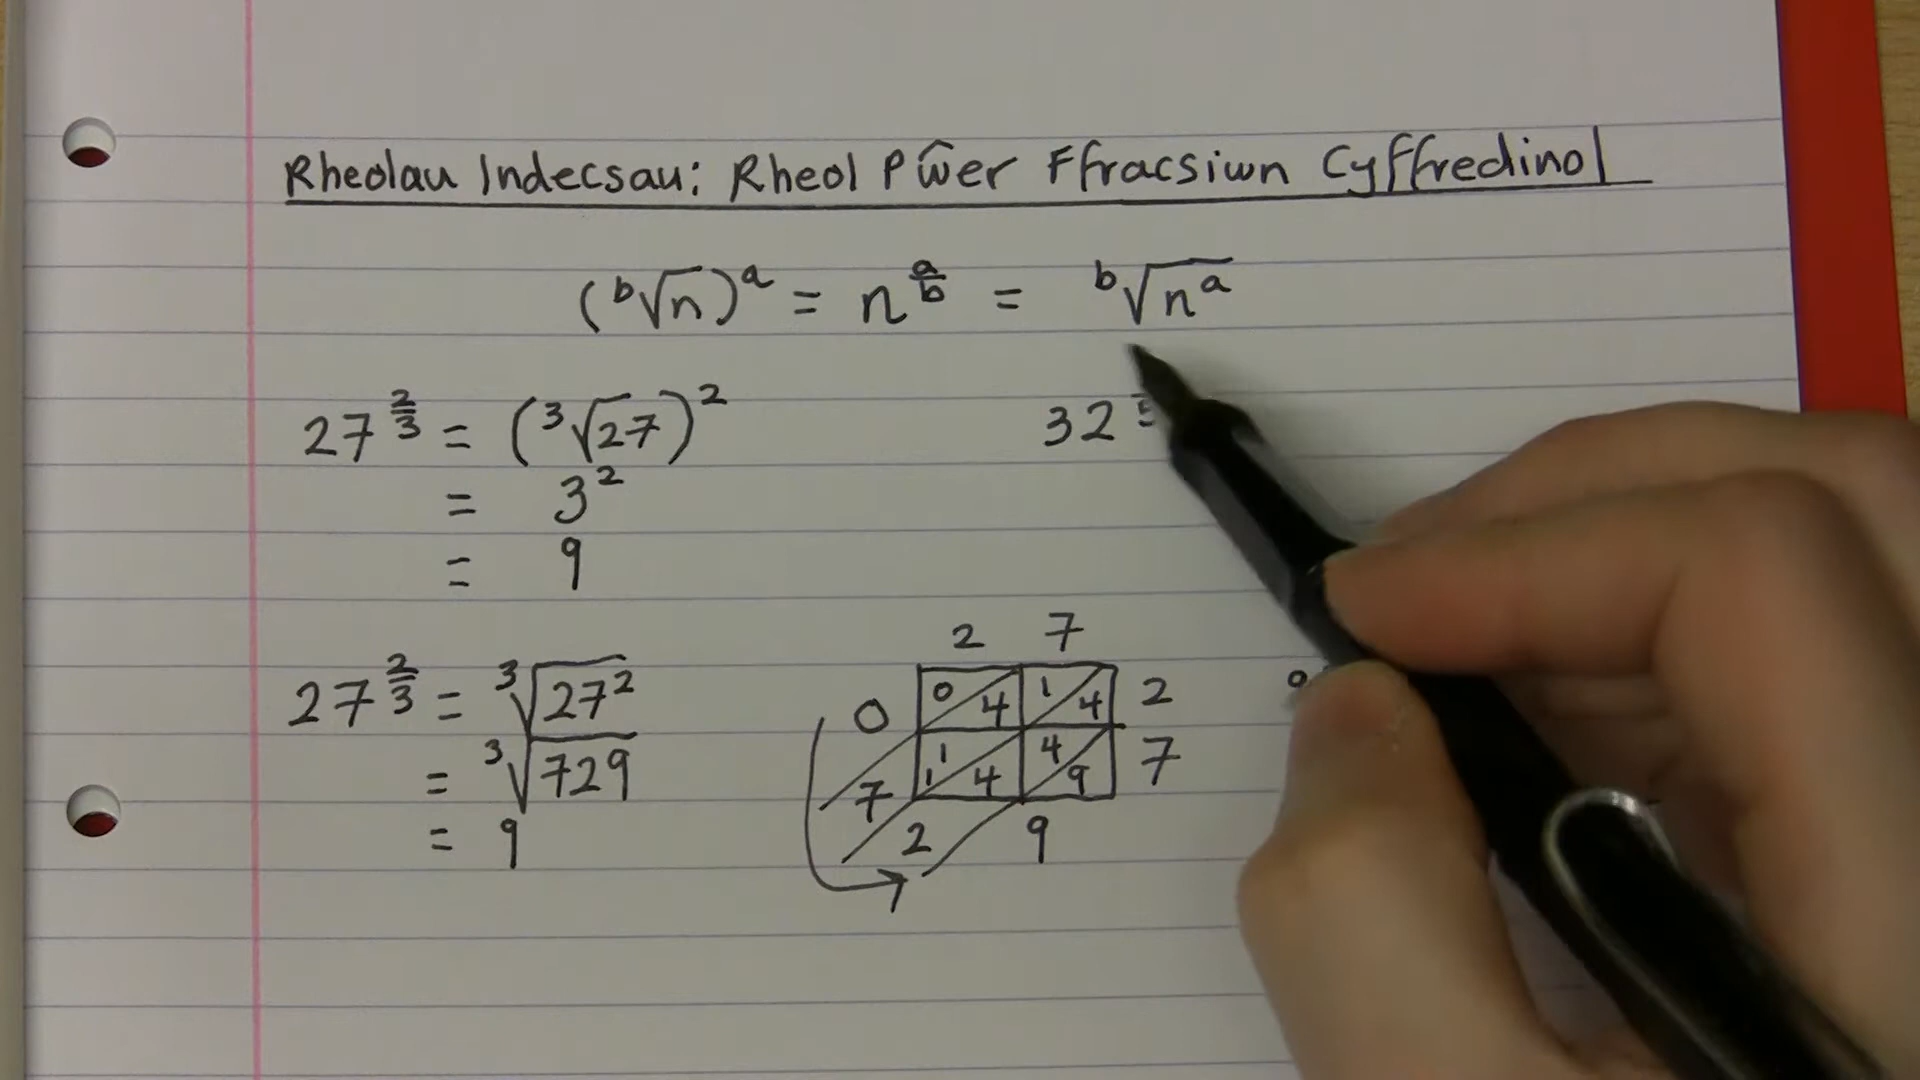 Rheolau Indecsau: Rheol Pŵer Ffracsiwn Cyffredinol
(ᵇ√n)ᵃ = n^(a/b) = ᵇ√(nᵃ)
27^(2/3) = (³√27)²
= 3²
= 9
32
27^(2/3) = ³√(27²)
= ³√729
= 9
2 7
0 0 4 1 4 2
7 1 1 4 4 9 7
2 9